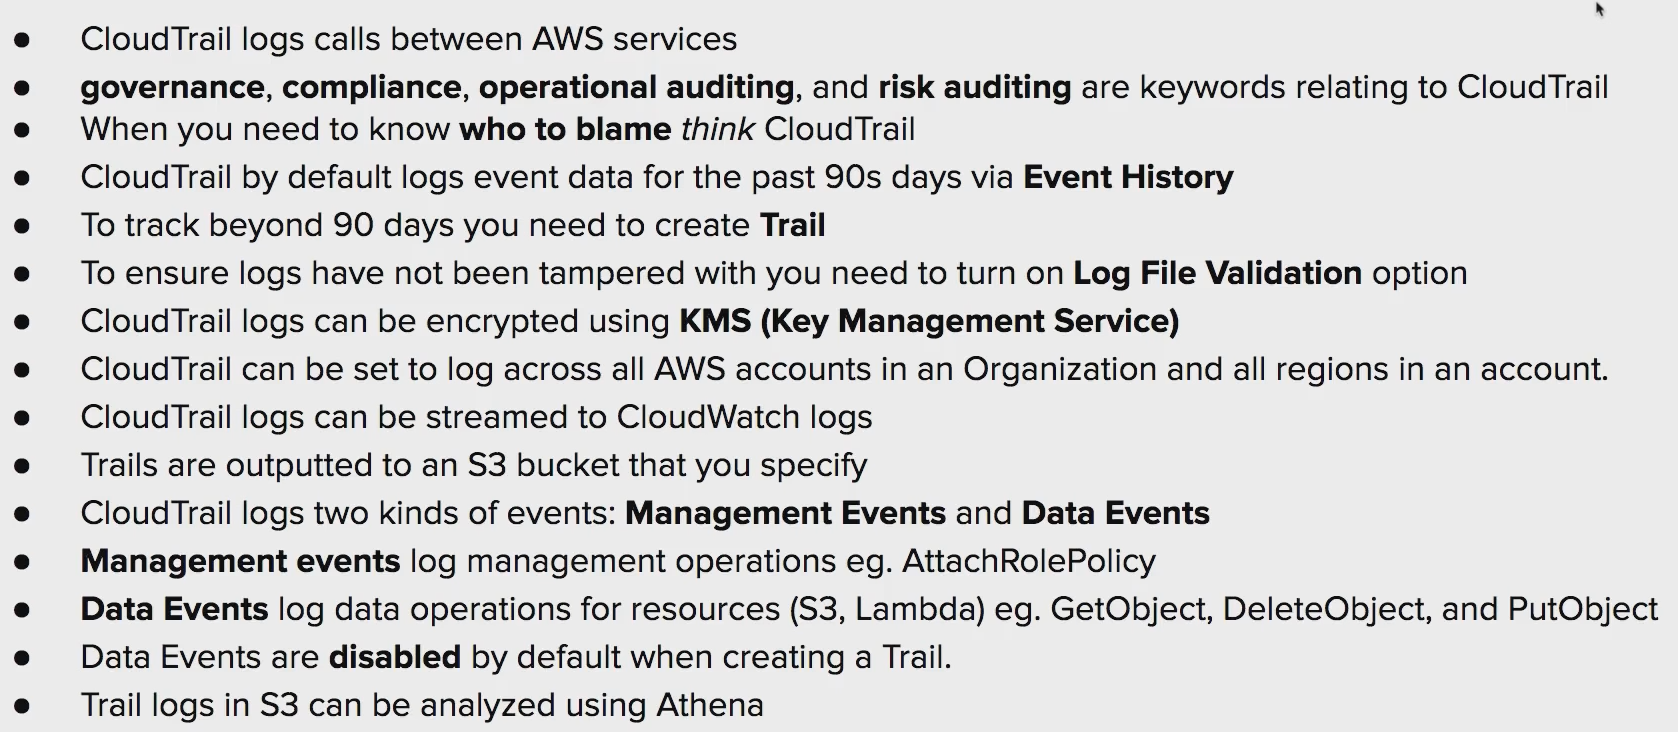 ● CloudTrail logs calls between AWS services
● governance, compliance, operational auditing, and risk auditing are keywords relating to CloudTrail
● When you need to know who to blame think CloudTrail
● CloudTrail by default logs event data for the past 90s days via Event History
● To track beyond 90 days you need to create Trail
● To ensure logs have not been tampered with you need to turn on Log File Validation option
● CloudTrail logs can be encrypted using KMS (Key Management Service)
● CloudTrail can be set to log across all AWS accounts in an Organization and all regions in an account.
● CloudTrail logs can be streamed to CloudWatch logs
● Trails are outputted to an S3 bucket that you specify
● CloudTrail logs two kinds of events: Management Events and Data Events
● Management events log management operations eg. AttachRolePolicy
● Data Events log data operations for resources (S3, Lambda) eg. GetObject, DeleteObject, and PutObject
● Data Events are disabled by default when creating a Trail.
● Trail logs in S3 can be analyzed using Athena